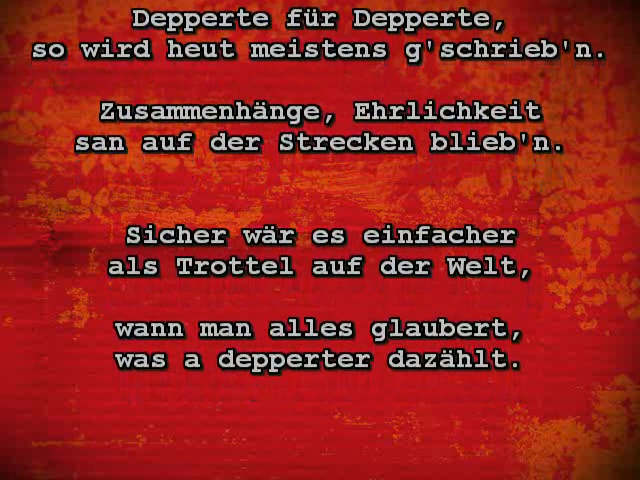 Depperte für Depperte,
so wird heut meistens g'schrieb'n.
Zusammenhänge, Ehrlichkeit
san auf der Strecken blieb'n.
Sicher wär es einfacher
als Trottel auf der Welt,
wann man alles glaubert,
was a depperter dazählt.